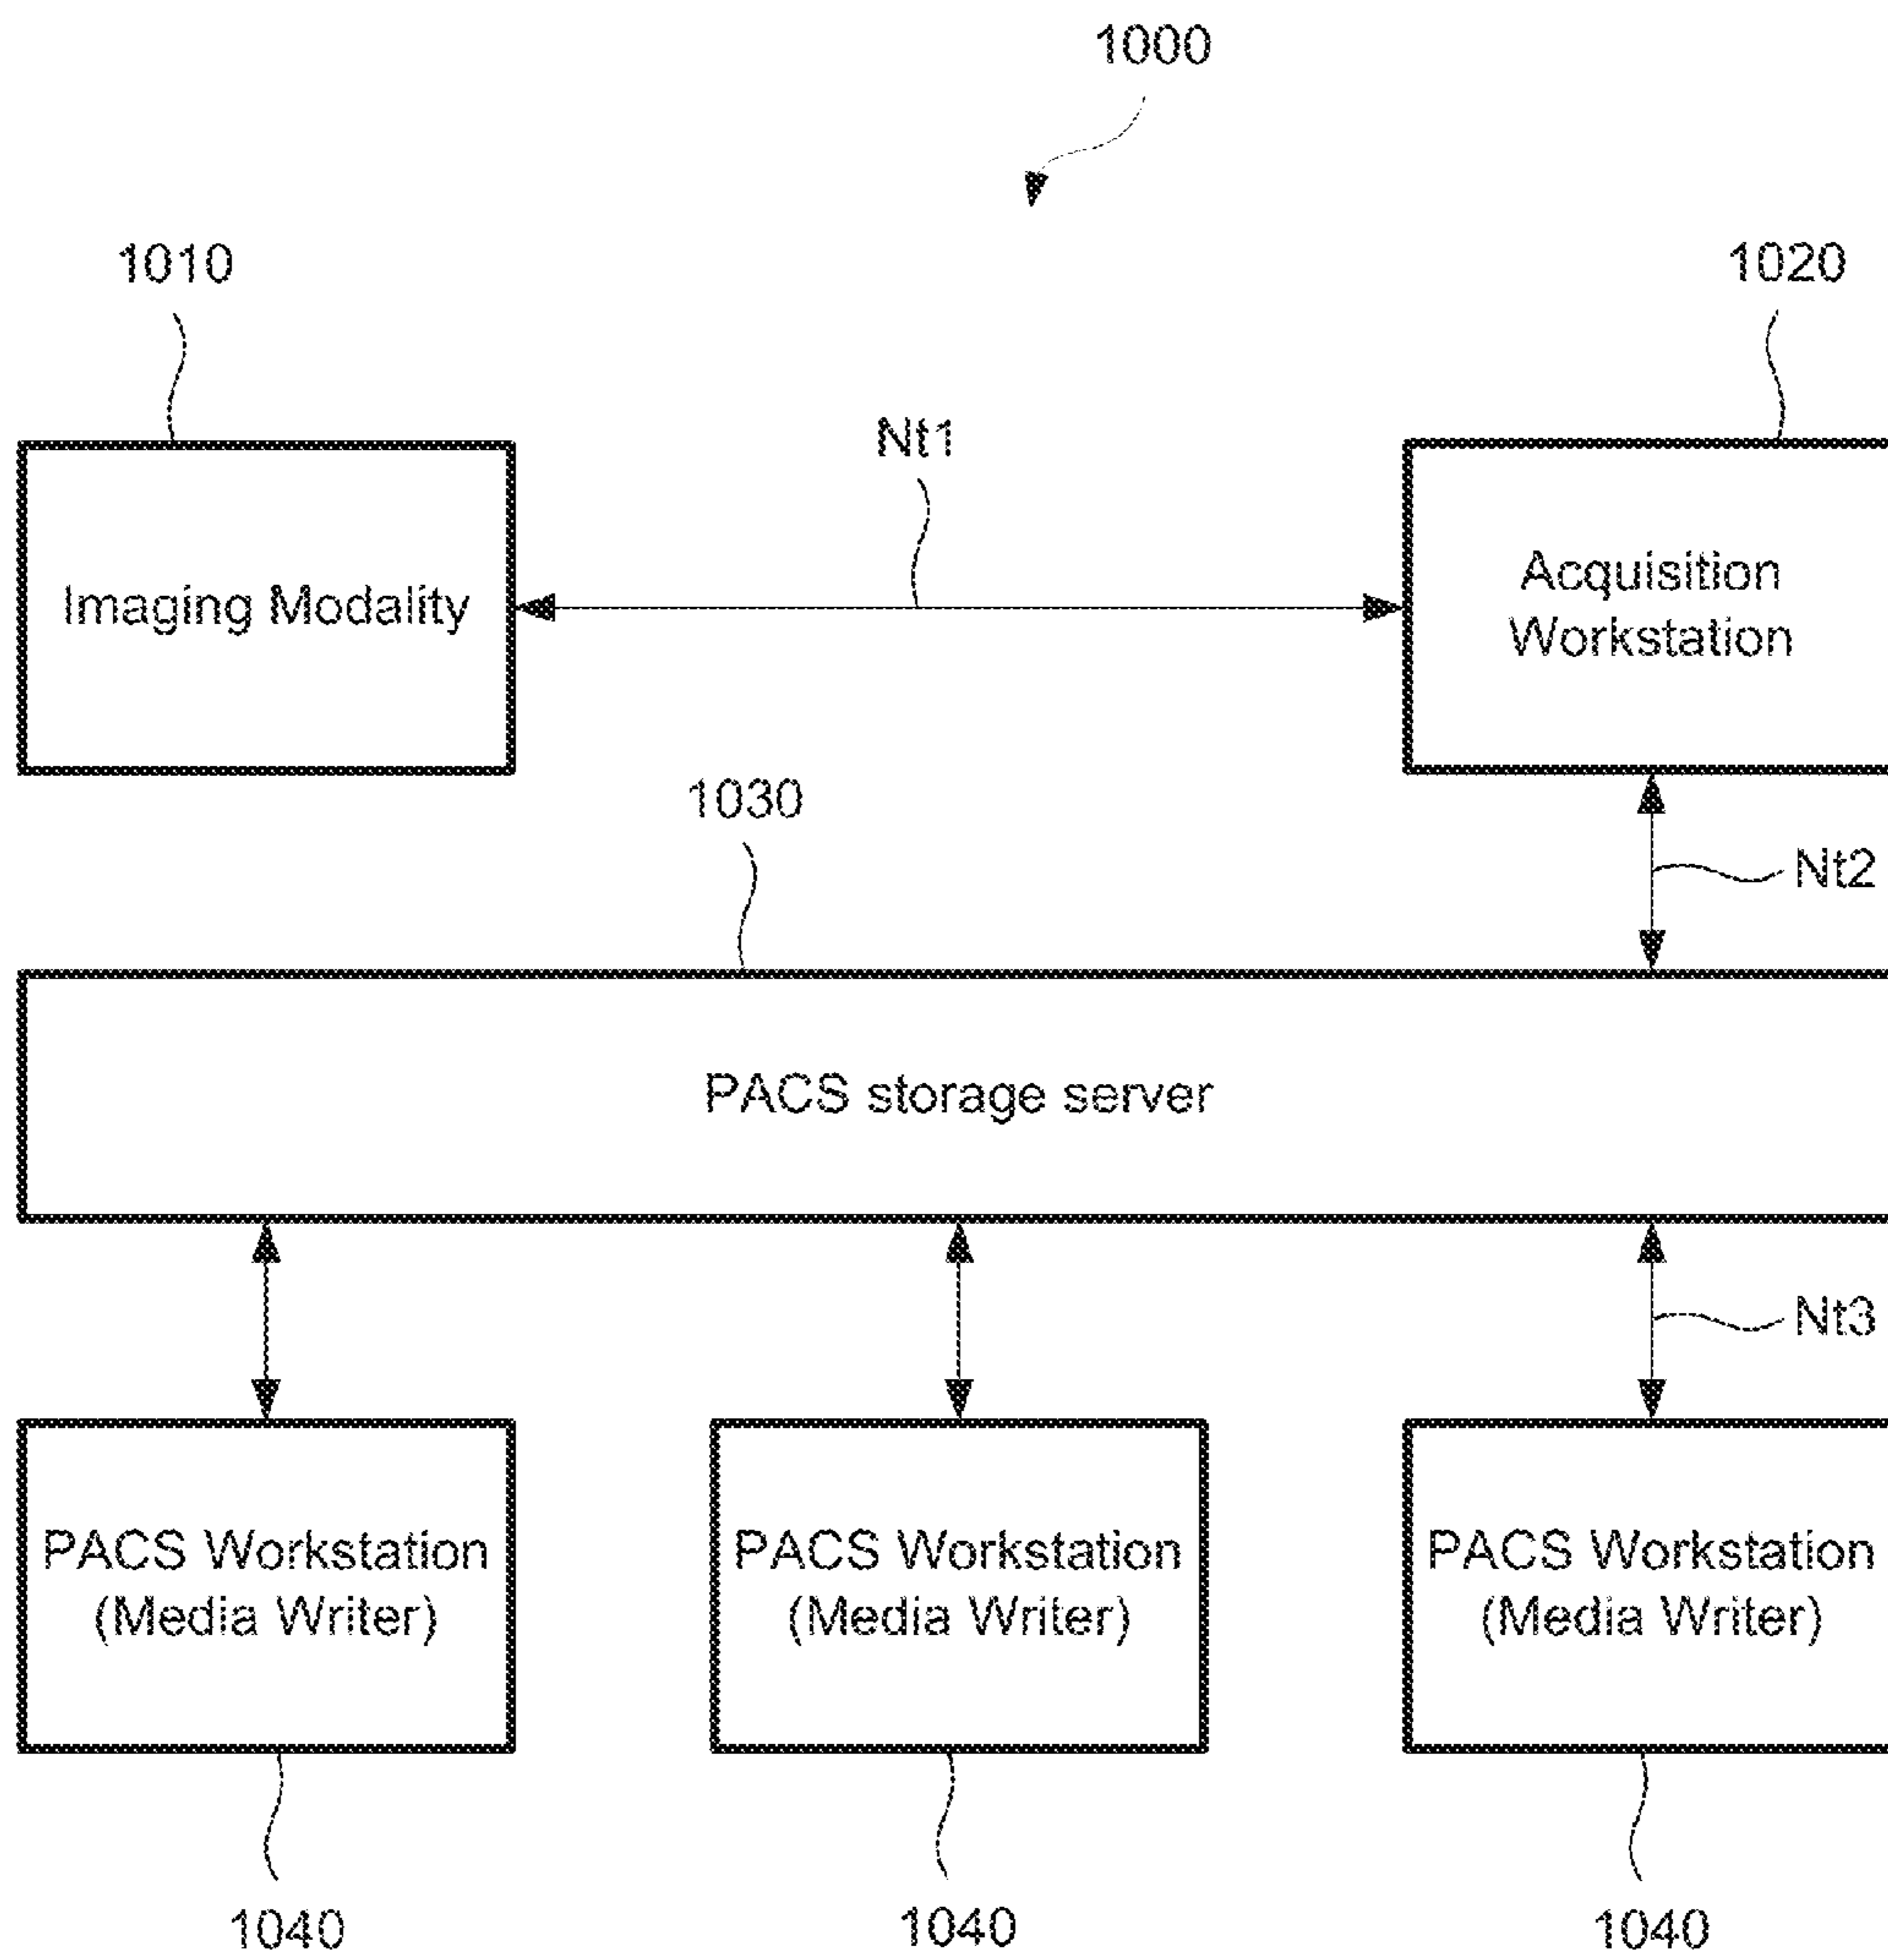 1000
1010
1020
Nt1
Imaging Modality
Acquisition
Workstation
1030
Nt2
PACS storage server
Nt3
PACS Workstation
(Media Writer)
PACS Workstation
(Media Writer)
PACS Workstation
(Media Writer)
1040
1040
1040